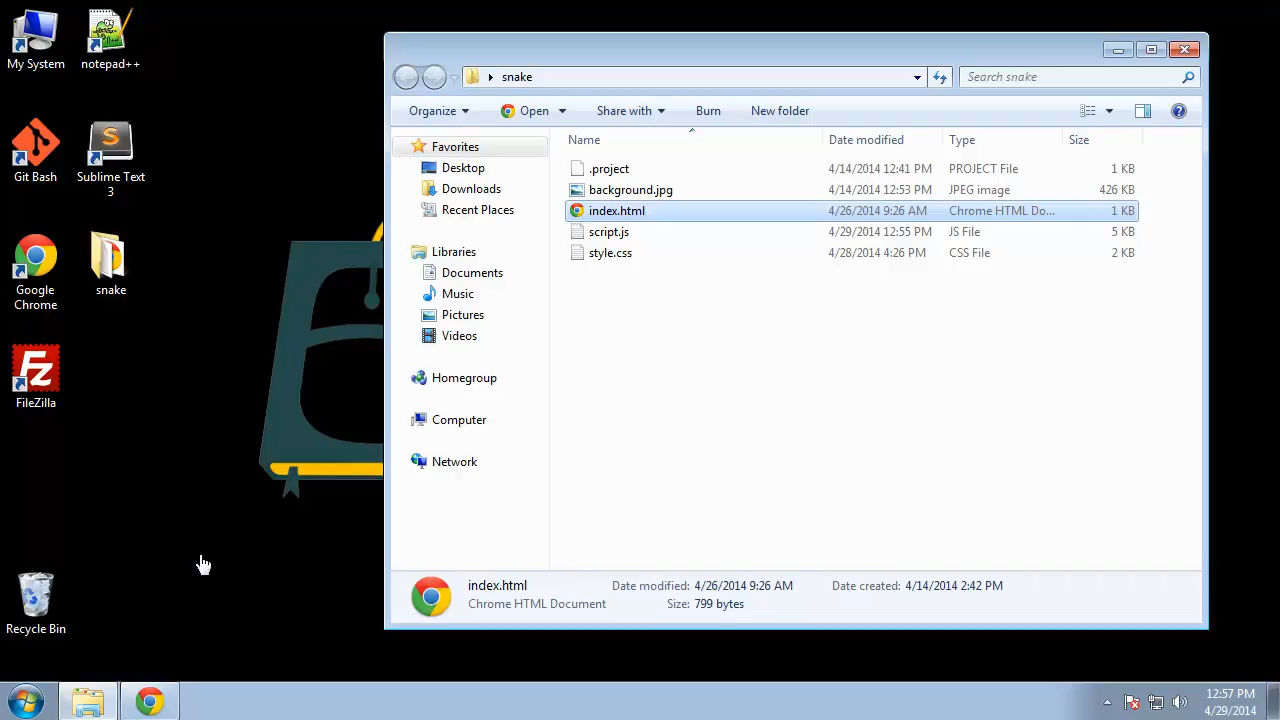 My System
notepad++
Git Bash
Sublime Text
3
Google
Chrome
snake
FileZilla
Recycle Bin
snake
Search snake
Organize
Open
Share with
Burn
New folder
Favorites
Desktop
Downloads
Recent Places
Libraries
Documents
Music
Pictures
Videos
Homegroup
Computer
Network
Name Date modified Type Size
.project 4/14/2014 12:41 PM PROJECT File 1 KB
background.jpg 4/14/2014 12:53 PM JPEG image 426 KB
index.html 4/26/2014 9:26 AM Chrome HTML Do... 1 KB
script.js 4/29/2014 12:55 PM JS File 5 KB
style.css 4/28/2014 4:26 PM CSS File 2 KB
index.html Date modified: 4/26/2014 9:26 AM Date created: 4/14/2014 2:42 PM
Chrome HTML Document Size: 799 bytes
12:57 PM
4/29/2014